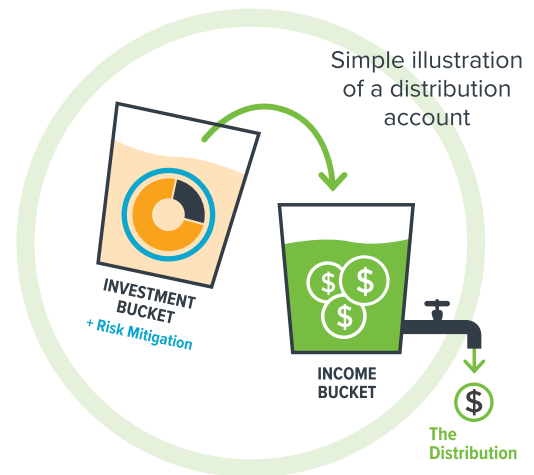 Simple illustration
of a distribution
account
INVESTMENT
BUCKET
+ Risk Mitigation
$
$
$
INCOME
BUCKET
$
The
Distribution